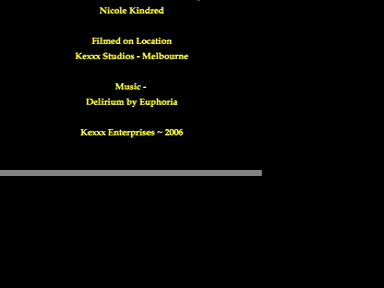 Nicole Kindred
Filmed on Location
Kexxx Studios - Melbourne
Music -
Delirium by Euphoria
Kexxx Enterprises ~ 2006